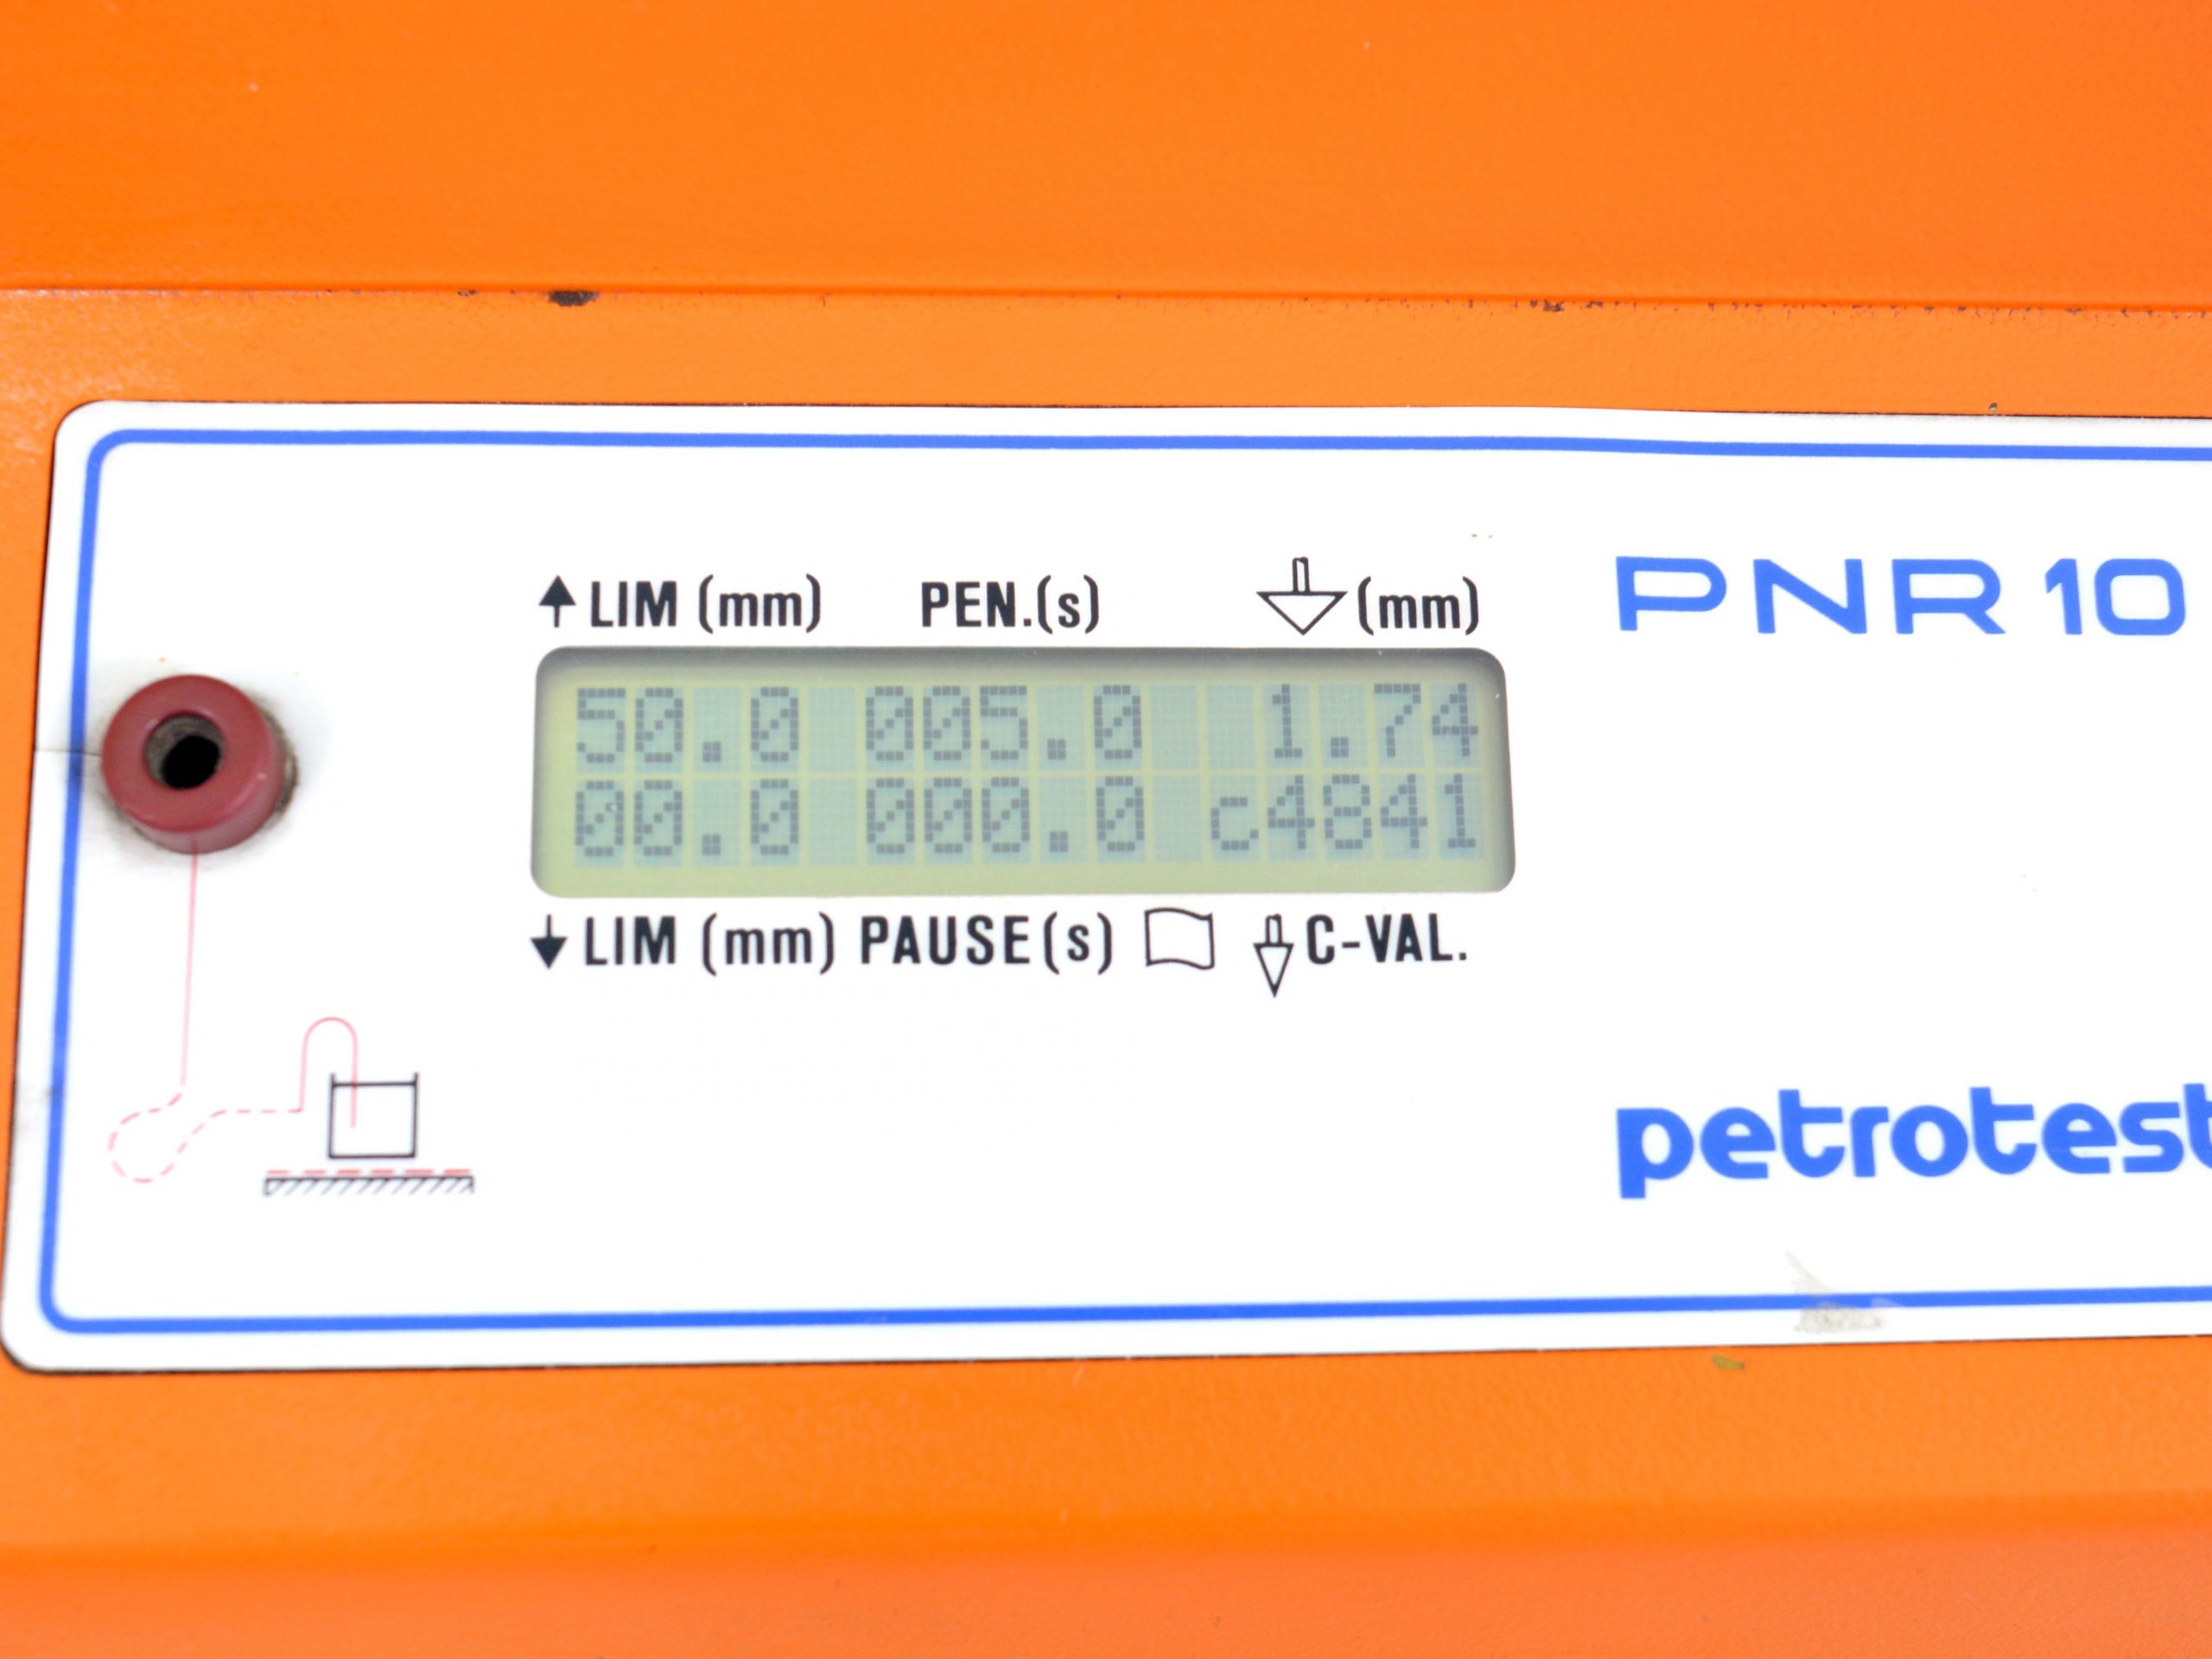 ↑ LIM (mm) PEN.(s) (mm)
PNR 10
50.0 005.0 1.74
00.0 000.0 c4841
↓ LIM (mm) PAUSE(s) C-VAL.
petrotest